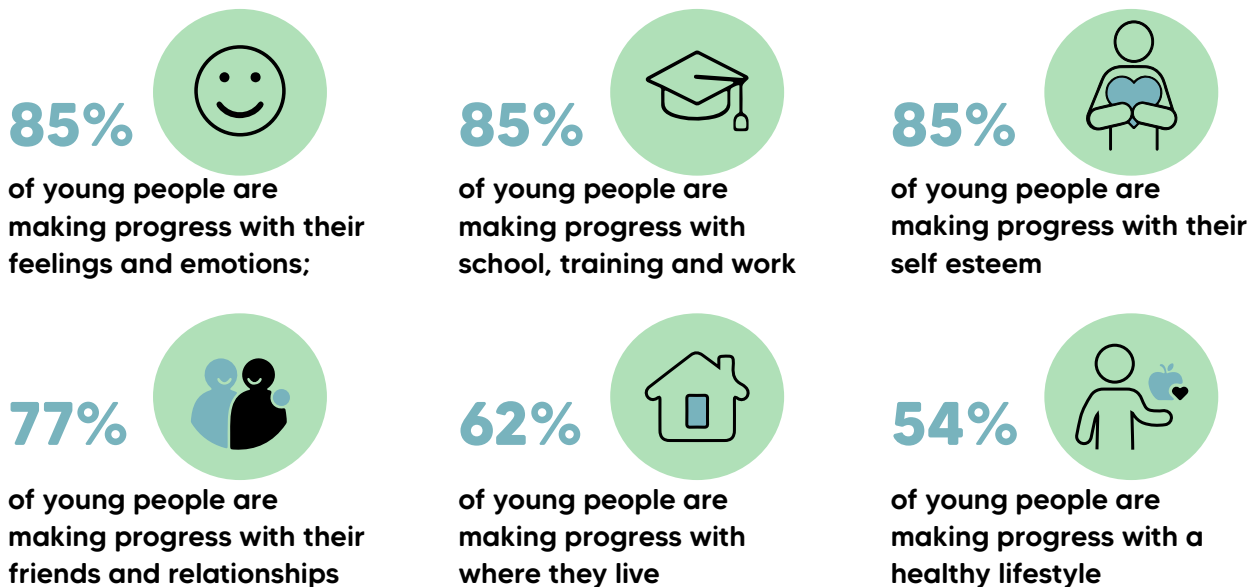 85%
of young people are
making progress with their
feelings and emotions;
85%
of young people are
making progress with
school, training and work
85%
of young people are
making progress with their
self esteem
77%
of young people are
making progress with their
friends and relationships
62%
of young people are
making progress with
where they live
54%
of young people are
making progress with a
healthy lifestyle